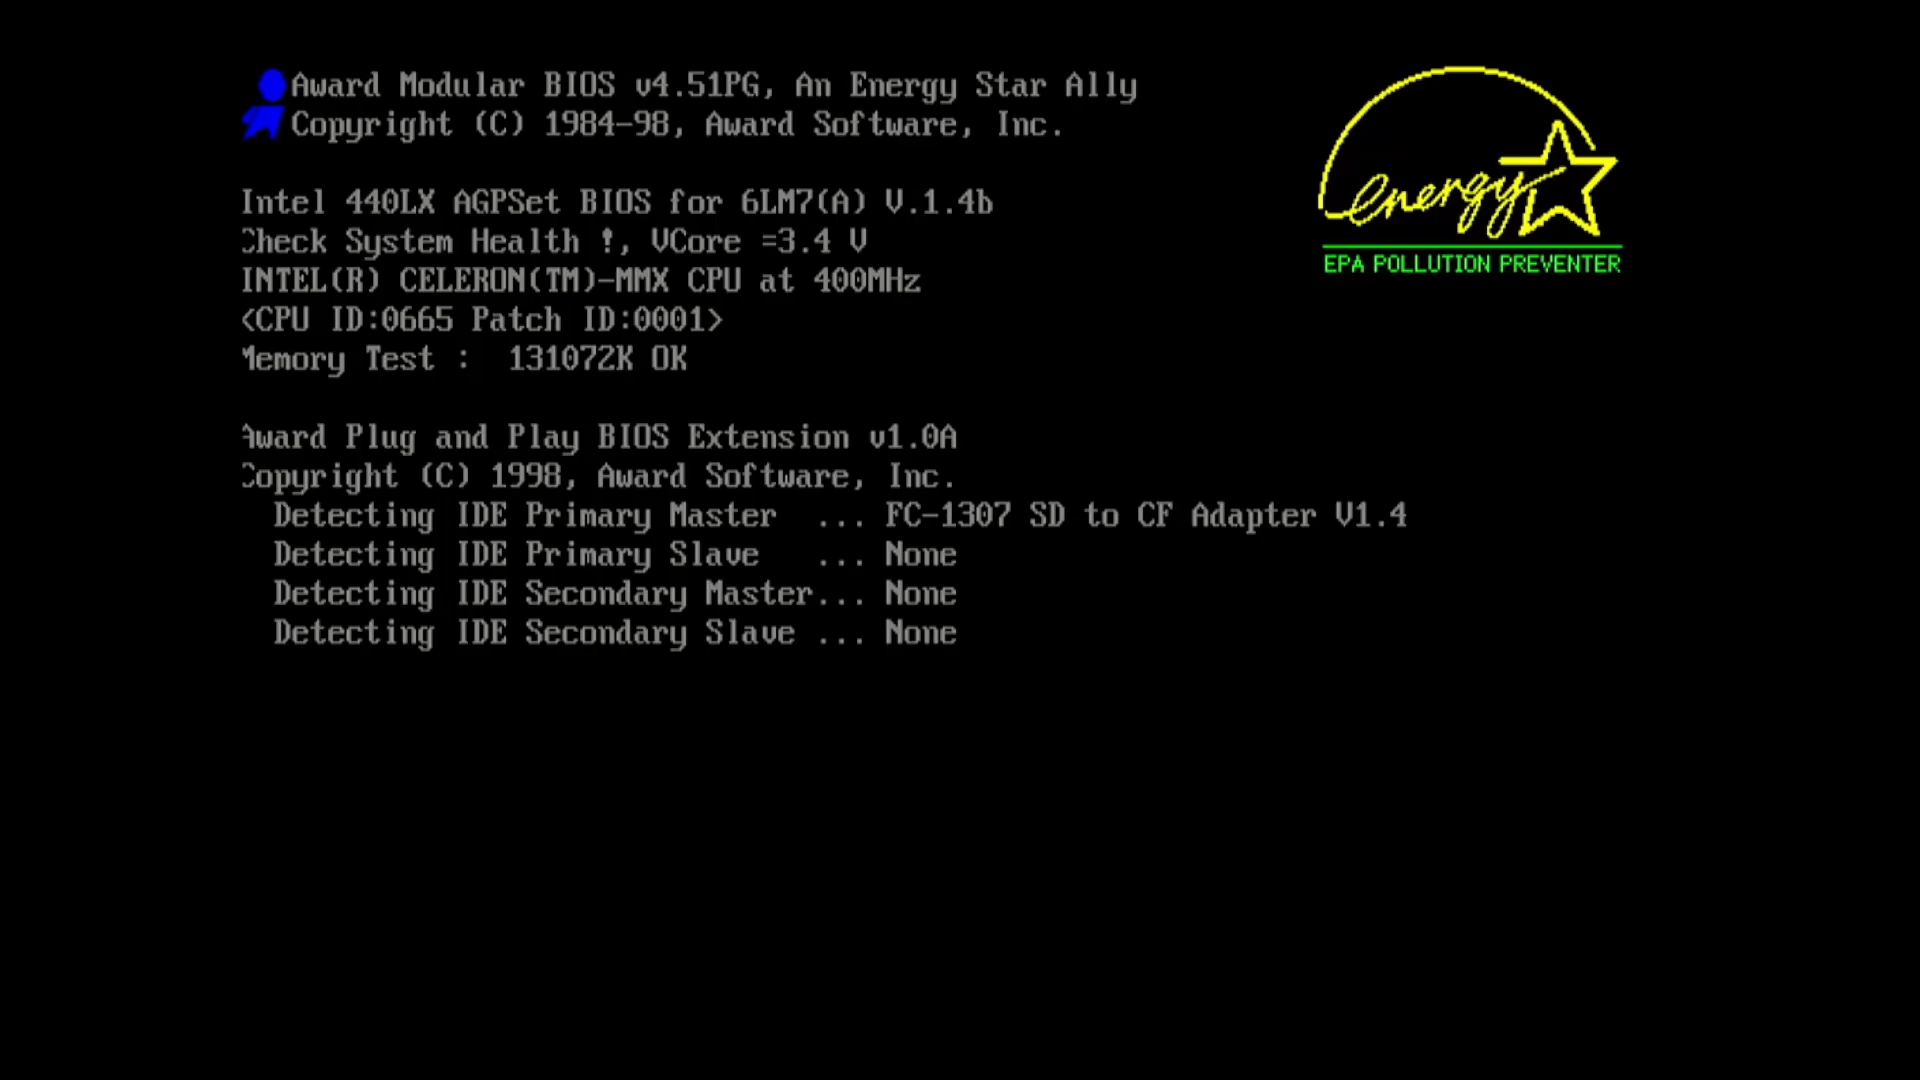 Award Modular BIOS v4.51PG, An Energy Star Ally
Copyright (C) 1984-98, Award Software, Inc.
energy
EPA POLLUTION PREVENTER
Intel 440LX AGPSet BIOS for 6LM7(A) V.1.4b
Check System Health !, VCore =3.4 V
INTEL(R) CELERON(TM)-MMX CPU at 400MHz
<CPU ID:0665 Patch ID:0001>
Memory Test :  131072K OK
Award Plug and Play BIOS Extension v1.0A
Copyright (C) 1998, Award Software, Inc.
Detecting IDE Primary Master  ... FC-1307 SD to CF Adapter V1.4
Detecting IDE Primary Slave   ... None
Detecting IDE Secondary Master... None
Detecting IDE Secondary Slave ... None